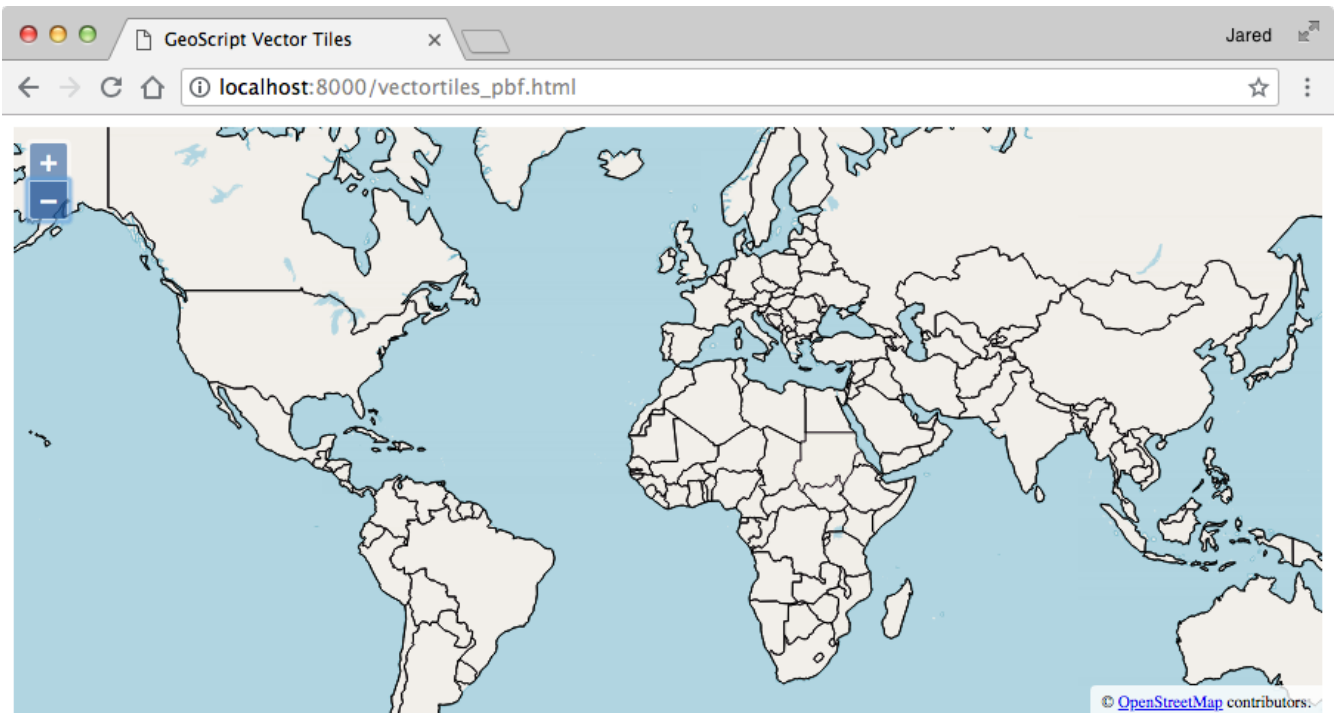 GeoScript Vector Tiles
Jared
localhost:8000/vectortiles_pbf.html
+
−
© OpenStreetMap contributors.